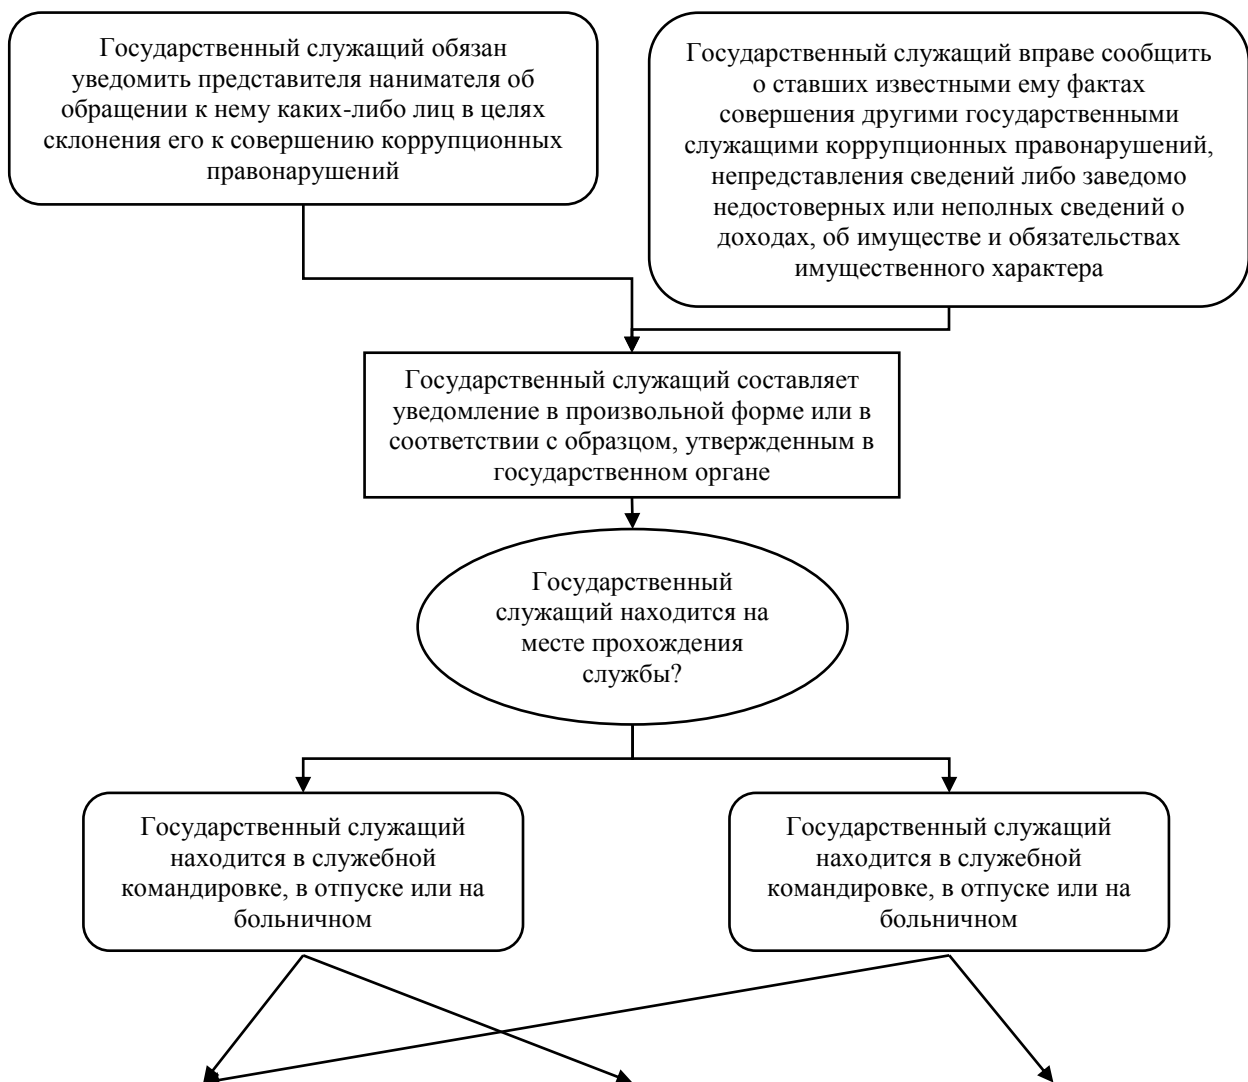 Государственный служащий обязан
уведомить представителя нанимателя об
обращении к нему каких-либо лиц в целях
склонения его к совершению коррупционных
правонарушений
Государственный служащий вправе сообщить
о ставших известными ему фактах
совершения другими государственными
служащими коррупционных правонарушений,
непредставления сведений либо заведомо
недостоверных или неполных сведений о
доходах, об имуществе и обязательствах
имущественного характера
Государственный служащий составляет
уведомление в произвольной форме или в
соответствии с образцом, утвержденным в
государственном органе
Государственный
служащий находится на
месте прохождения
службы?
Государственный служащий
находится в служебной
командировке, в отпуске или на
больничном
Государственный служащий
находится в служебной
командировке, в отпуске или на
больничном